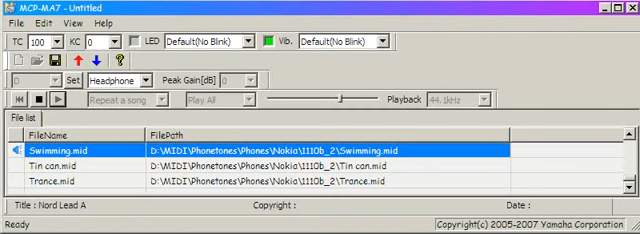 MCP-MA7 - Untitled
File Edit View Help
TC 100 KC 0 LED Default(No Blink) Vib. Default(No Blink)
D Set Headphone Peak Gain[dB] 0
Repeat a song Play All Playback 44.1kHz
File list
FileName FilePath
Swimming.mid D:\MIDI\Phonetones\Phones\Nokia\1110b_2\Swimming.mid
Tin can.mid D:\MIDI\Phonetones\Phones\Nokia\1110b_2\Tin can.mid
Trance.mid D:\MIDI\Phonetones\Phones\Nokia\1110b_2\Trance.mid
Title : Nord Lead A Copyright : Date :
Ready Copyright(c) 2005-2007 Yamaha Corporation